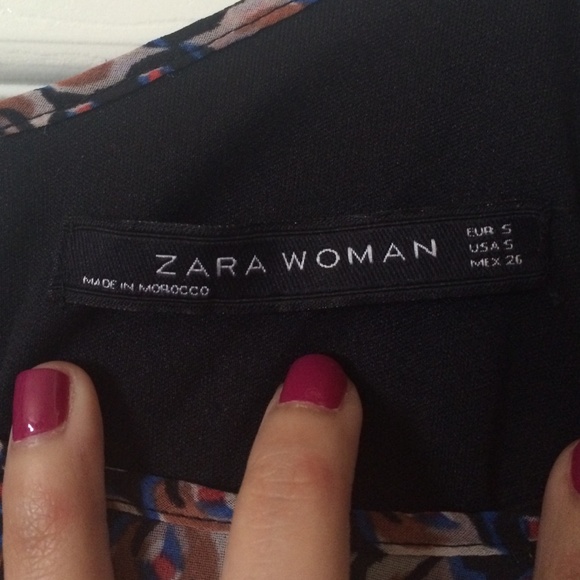 ZARA WOMAN
MADE IN MOROCCO
EUR S
USA S
MEX 26